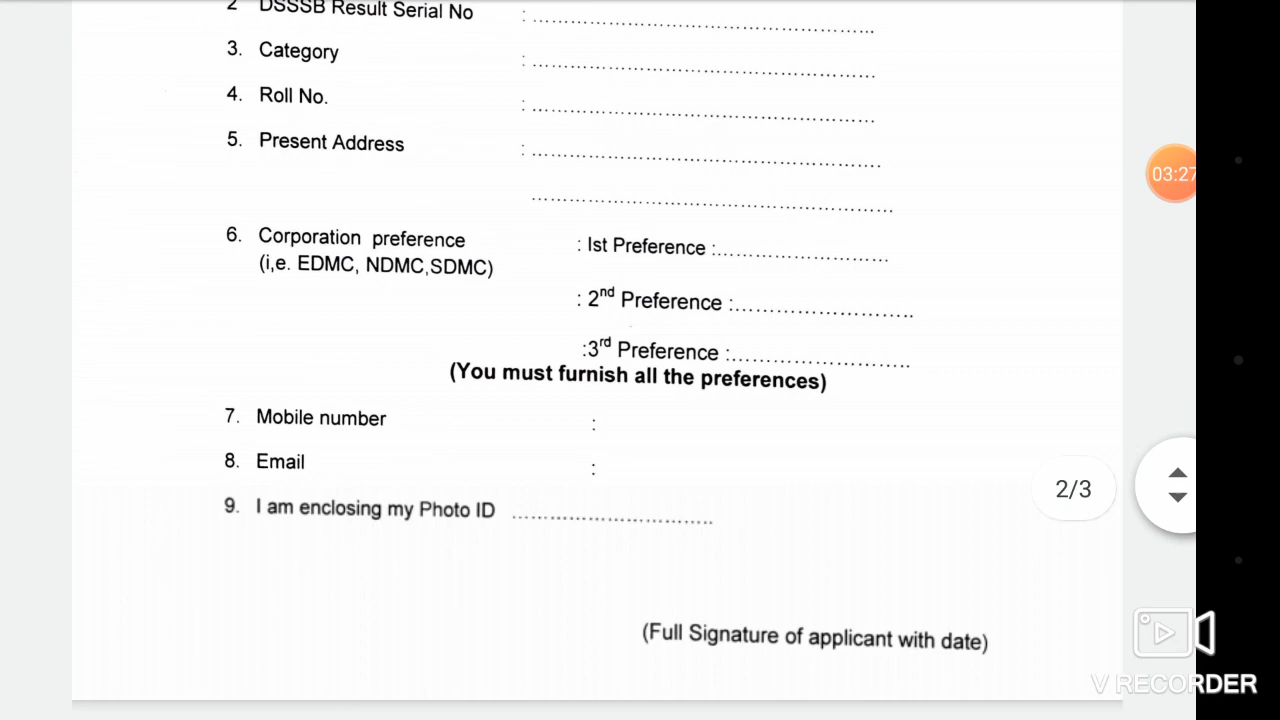 2 DSSSB Result Serial No : ............................................................
3. Category : ............................................................
4. Roll No. : ............................................................
5. Present Address : ............................................................
............................................................
6. Corporation preference : Ist Preference :..............................
(i,e. EDMC, NDMC,SDMC)
: 2nd Preference :..............................
:3rd Preference :..............................
(You must furnish all the preferences)
7. Mobile number :
8. Email :
9. I am enclosing my Photo ID ...................................
(Full Signature of applicant with date)
03:27
2/3
V RECORDER